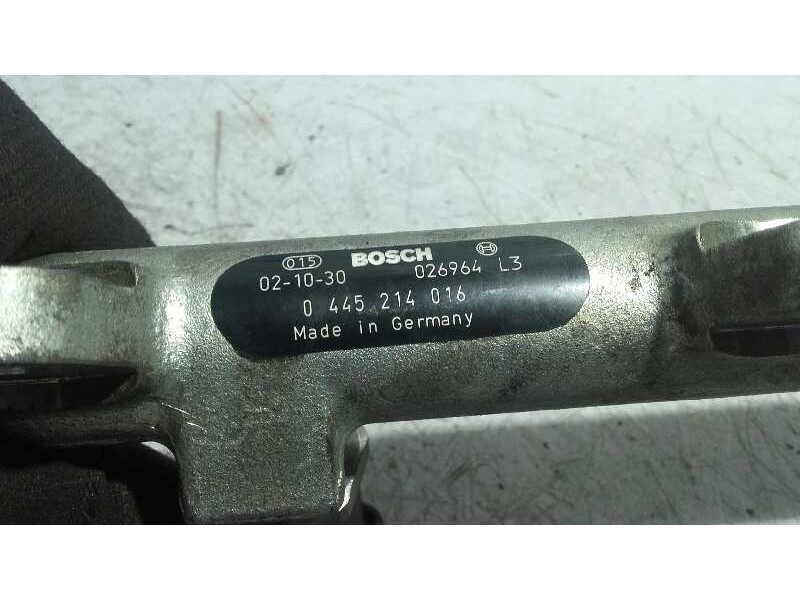 015 BOSCH
02-10-30 026964 L3
0 445 214 016
Made in Germany